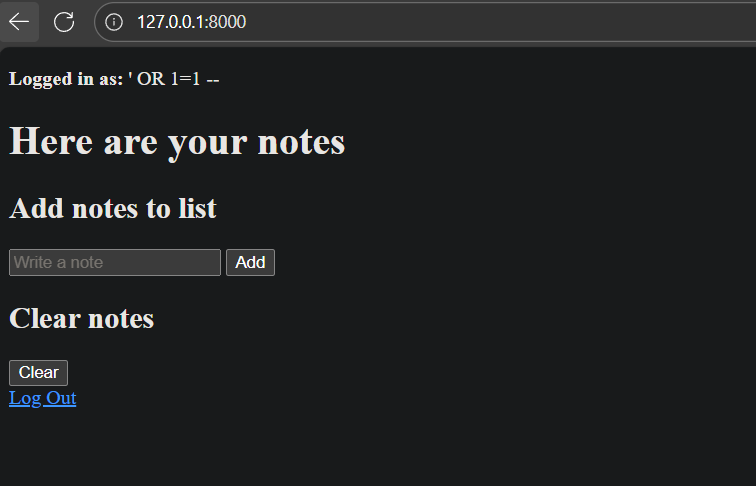 127.0.0.1:8000
Logged in as: ' OR 1=1 --
Here are your notes
Add notes to list
Write a note Add
Clear notes
Clear
Log Out